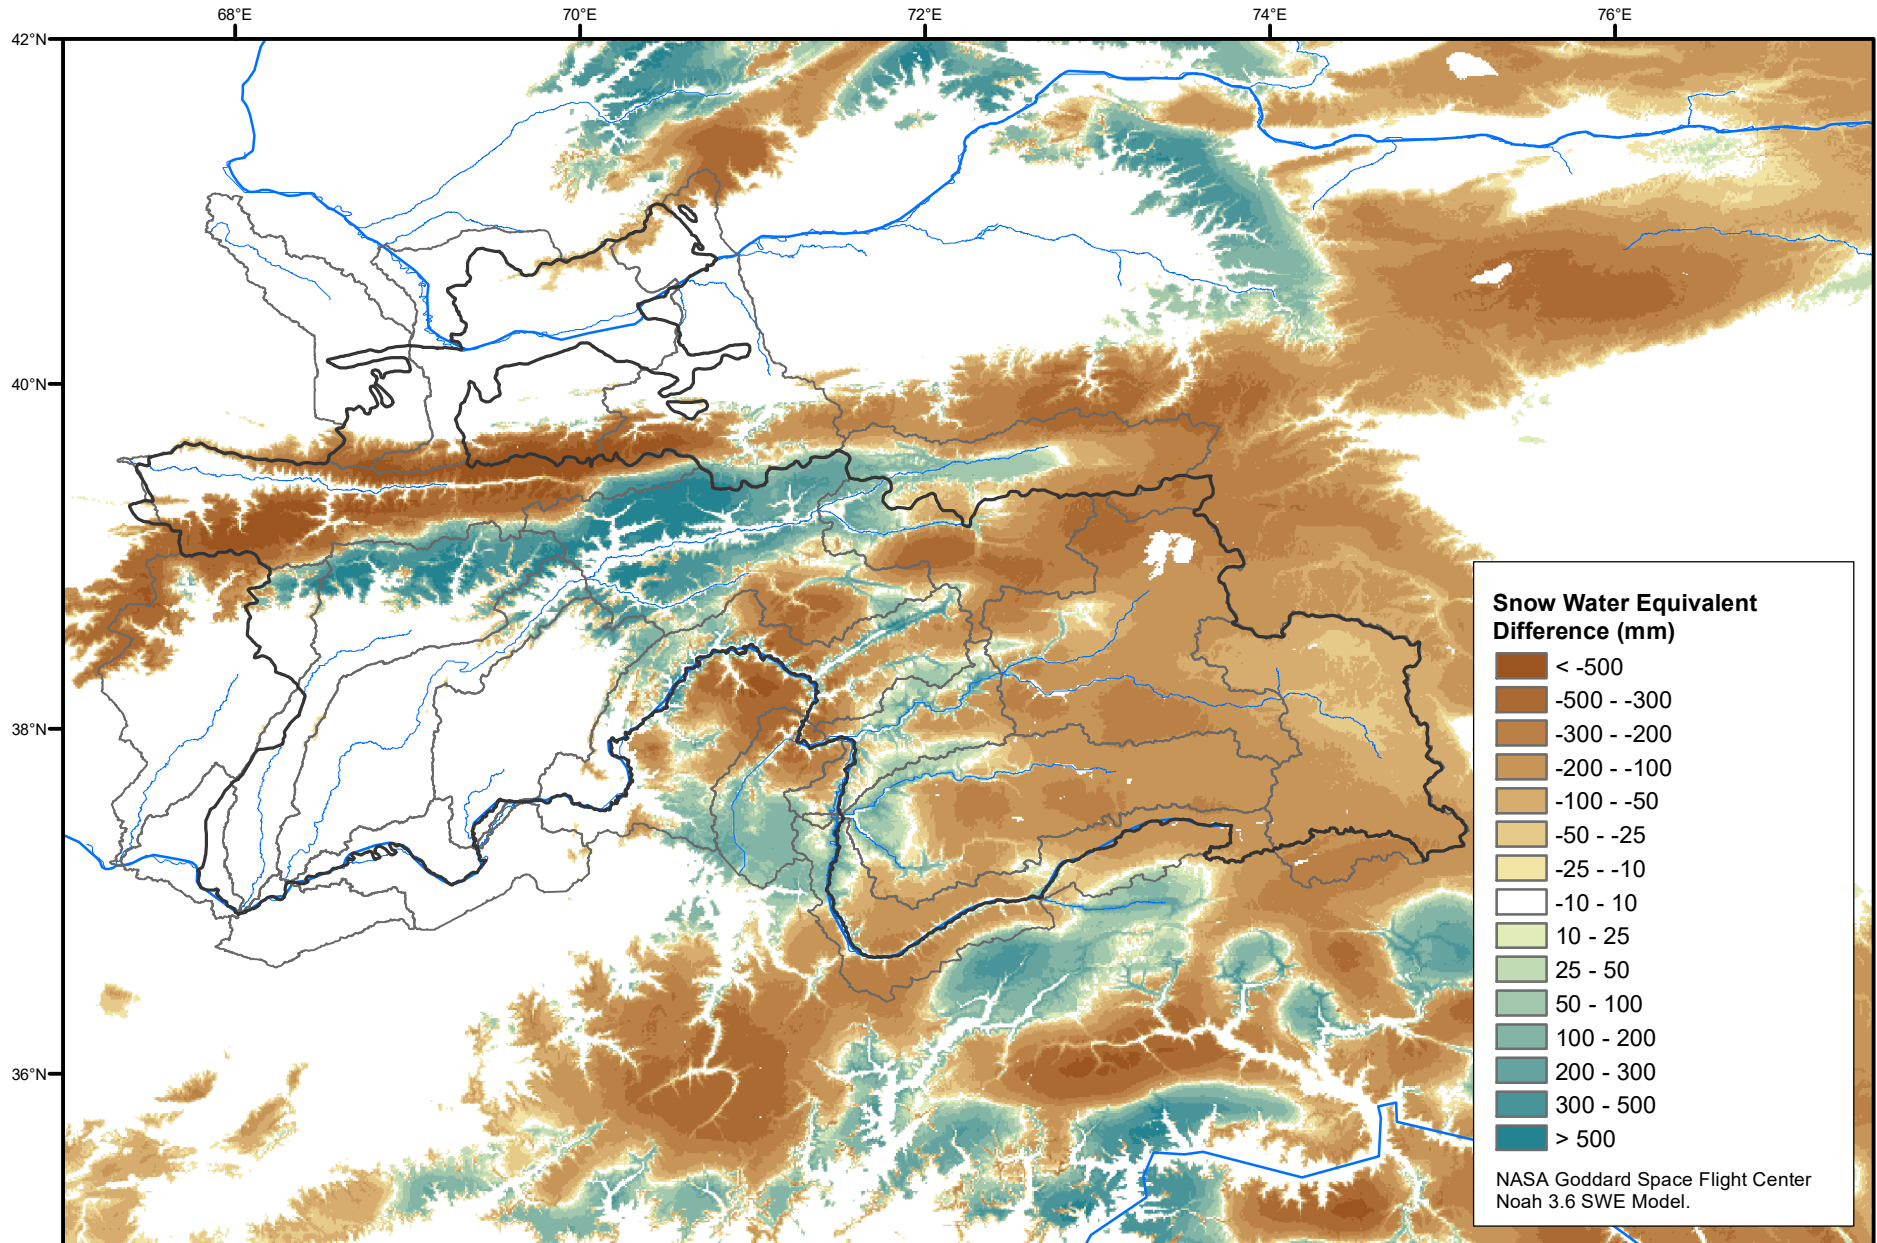 68°E 70°E 72°E 74°E 76°E
42°N
40°N
38°N
36°N
Snow Water Equivalent
Difference (mm)
< -500
-500 - -300
-300 - -200
-200 - -100
-100 - -50
-50 - -25
-25 - -10
-10 - 10
10 - 25
25 - 50
50 - 100
100 - 200
200 - 300
300 - 500
> 500
NASA Goddard Space Flight Center
Noah 3.6 SWE Model.